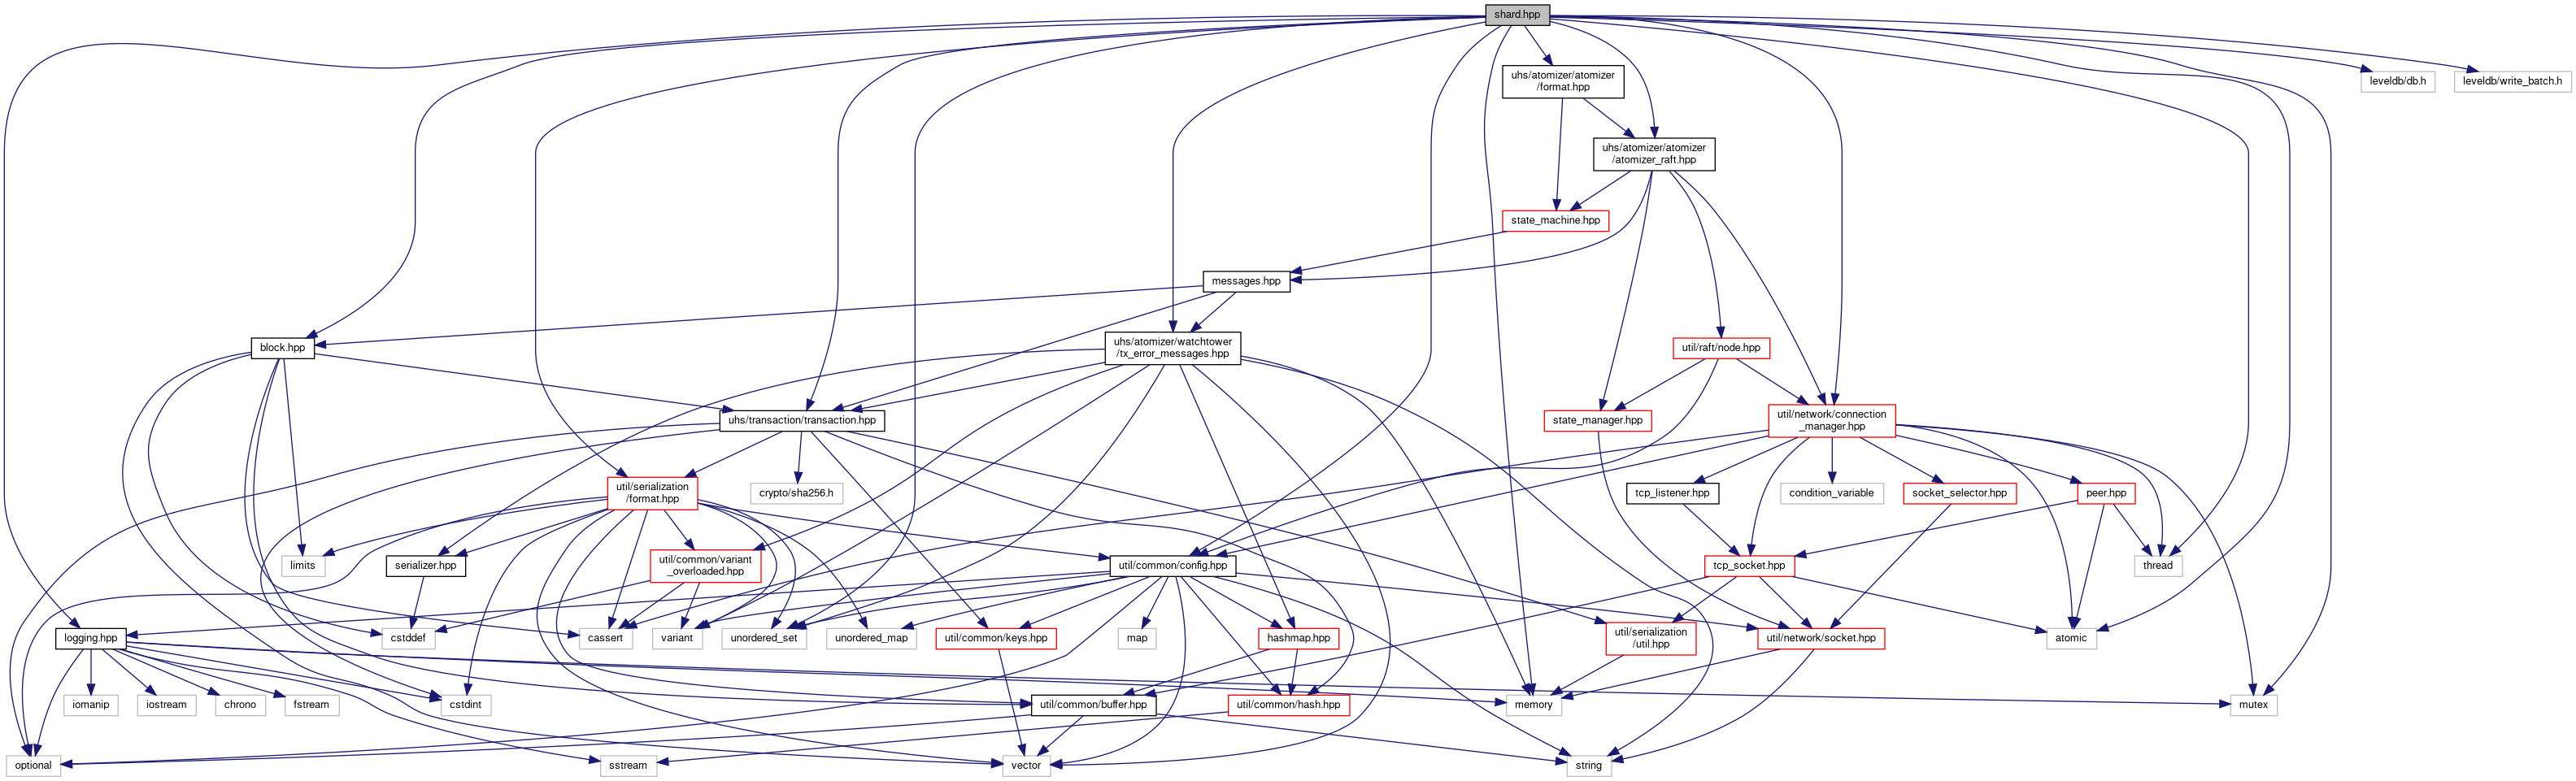 shard.hpp
uhs/atomizer/atomizer
/format.hpp
leveldb/db.h
leveldb/write_batch.h
uhs/atomizer/atomizer
/atomizer_raft.hpp
state_machine.hpp
messages.hpp
block.hpp
uhs/atomizer/watchtower
/tx_error_messages.hpp
util/raft/node.hpp
uhs/transaction/transaction.hpp
state_manager.hpp
util/network/connection
_manager.hpp
util/serialization
/format.hpp
crypto/sha256.h
tcp_listener.hpp
condition_variable
socket_selector.hpp
peer.hpp
limits
serializer.hpp
util/common/variant
_overloaded.hpp
util/common/config.hpp
tcp_socket.hpp
thread
logging.hpp
cstddef
cassert
variant
unordered_set
unordered_map
util/common/keys.hpp
map
hashmap.hpp
util/serialization
/util.hpp
util/network/socket.hpp
atomic
iomanip
iostream
chrono
fstream
cstdint
util/common/buffer.hpp
util/common/hash.hpp
memory
mutex
optional
sstream
vector
string